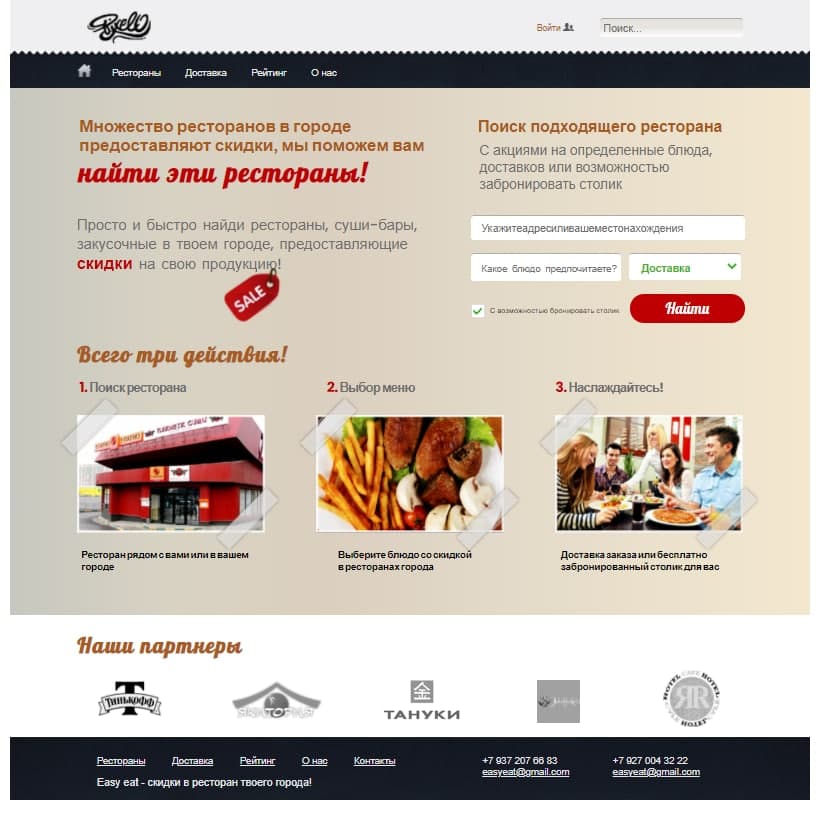 Войти
Поиск...
Рестораны Доставка Рейтинг О нас
Множество ресторанов в городе
предоставляют скидки, мы поможем вам
найти эти рестораны!
Просто и быстро найди рестораны, суши-бары,
закусочные в твоем городе, предоставляющие
скидки на свою продукцию!
SALE
Поиск подходящего ресторана
С акциями на определенные блюда,
доставков или возможностью
забронировать столик
Укажитеадресиливашеместонахождения
Какое блюдо предпочитаете? Доставка
С возможностью бронировать столик Найти
Всего три действия!
1. Поиск ресторана
2. Выбор меню
3. Наслаждайтесь!
Ресторан рядом с вами или в вашем
городе
Выберите блюдо со скидкой
в ресторанах города
Доставка заказа или бесплатно
забронированный столик для вас
Наши партнеры
Т
Тинькофф
ЯКИТОРИЯ
金
ТАНУКИ
HOTEL CAFE HOTEL
Рестораны Доставка Рейтинг О нас Контакты
Easy eat - скидки в ресторан твоего города!
+7 937 207 66 83
easyeat@gmail.com
+7 927 004 32 22
easyeat@gmail.com